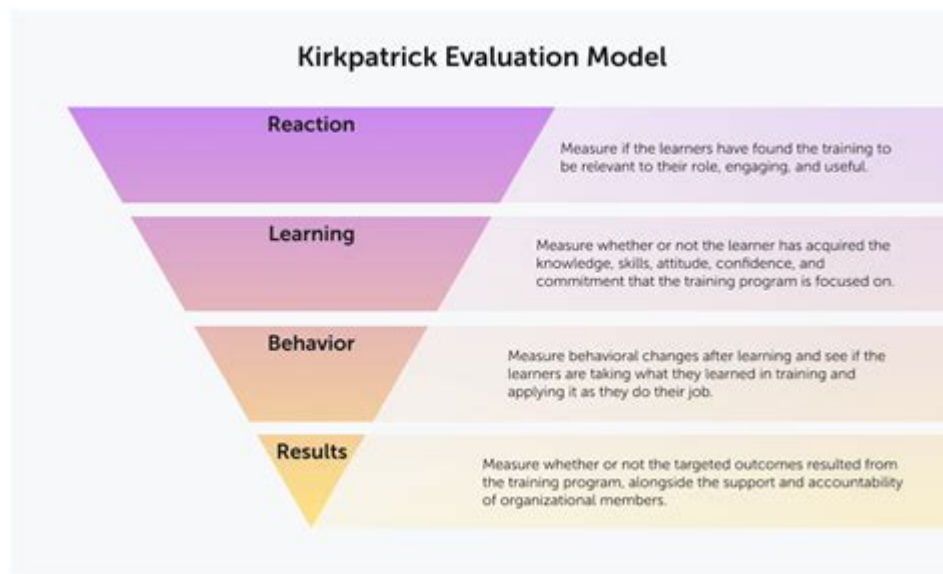 Kirkpatrick Evaluation Model
Reaction
Measure if the learners have found the training to
be relevant to their role, engaging, and useful.
Learning
Measure whether or not the learner has acquired the
knowledge, skills, attitude, confidence, and
commitment that the training program is focused on.
Behavior
Measure behavioral changes after learning and see if the
learners are taking what they learned in training and
applying it as they do their job.
Results
Measure whether or not the targeted outcomes resulted from
the training program, alongside the support and accountability
of organizational members.